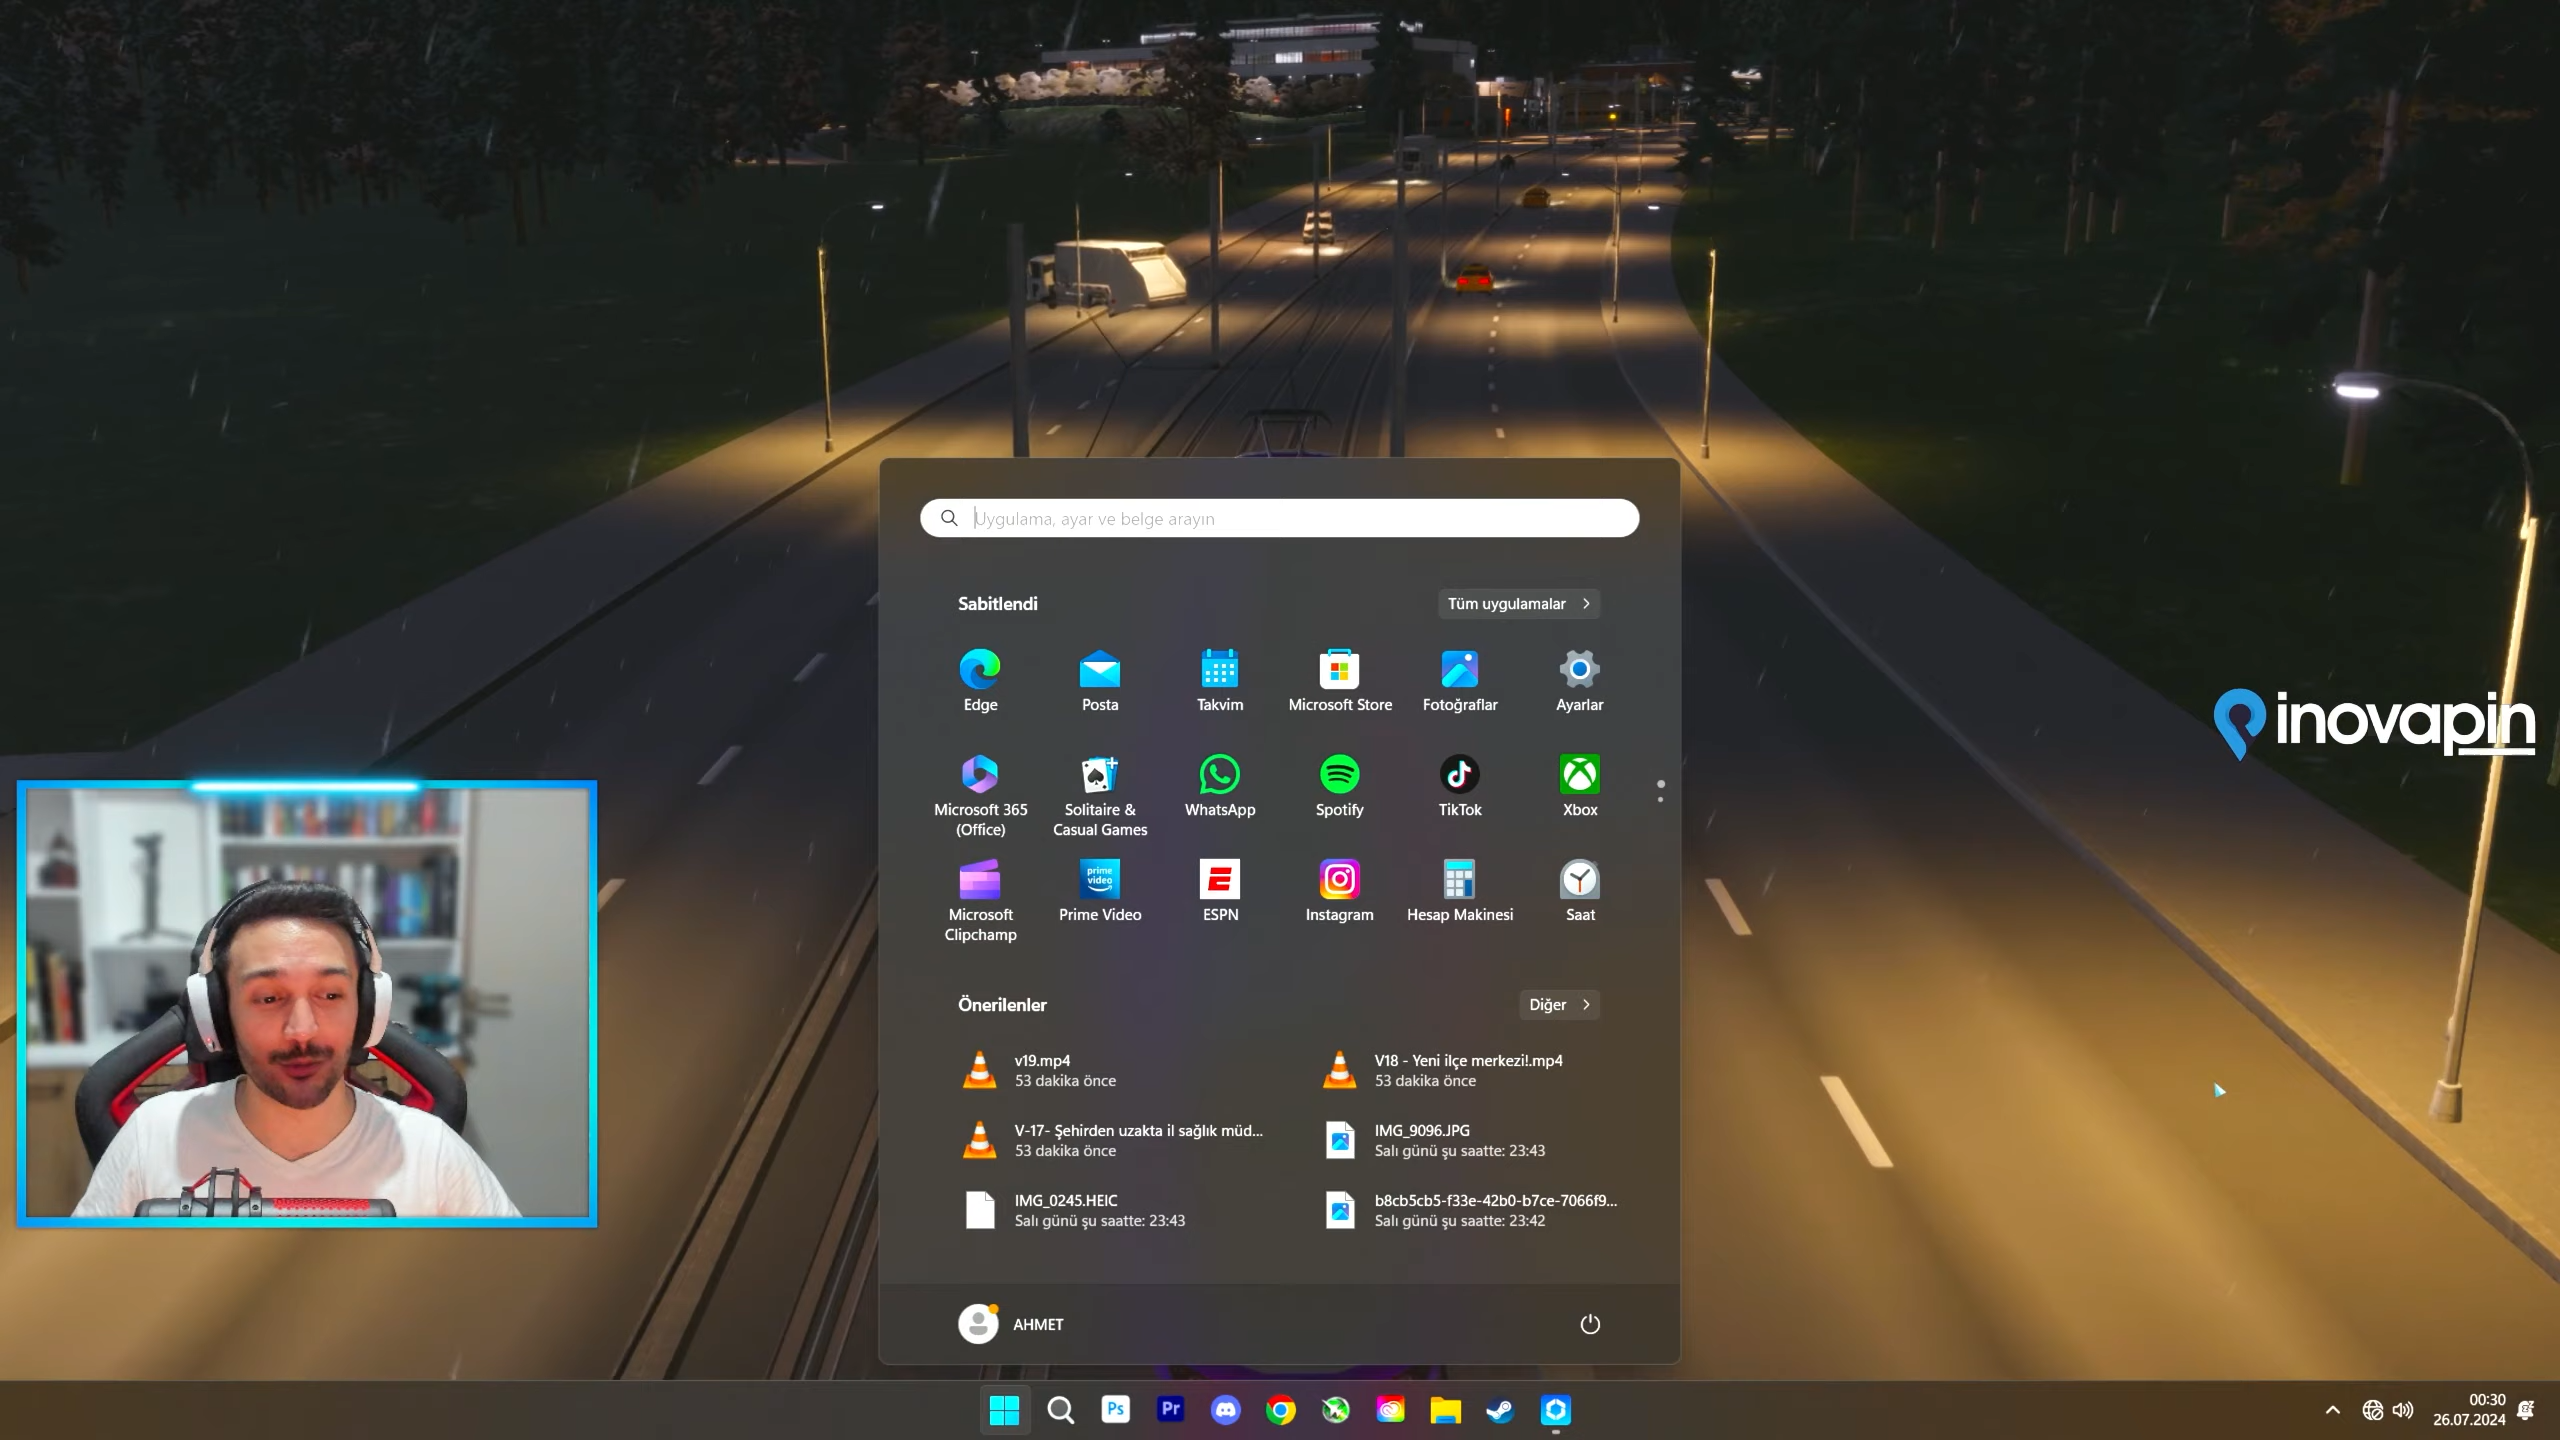 Uygulama, ayar ve belge arayın
Sabitlendi
Tüm uygulamalar
Edge
Posta
Takvim
Microsoft Store
Fotoğraflar
Ayarlar
Microsoft 365
(Office)
Solitaire &
Casual Games
WhatsApp
Spotify
TikTok
Xbox
prime
video
Microsoft
Clipchamp
Prime Video
ESPN
Instagram
Hesap Makinesi
Saat
inovapin
Önerilenler
Diğer
v19.mp4
53 dakika önce
V18 - Yeni ilçe merkezi!.mp4
53 dakika önce
V-17- Şehirden uzakta il sağlık müd...
53 dakika önce
IMG_9096.JPG
Salı günü şu saatte: 23:43
IMG_0245.HEIC
Salı günü şu saatte: 23:43
b8cb5cb5-f33e-42b0-b7ce-7066f9...
Salı günü şu saatte: 23:42
AHMET
Ps
Pr
00:30
26.07.2024